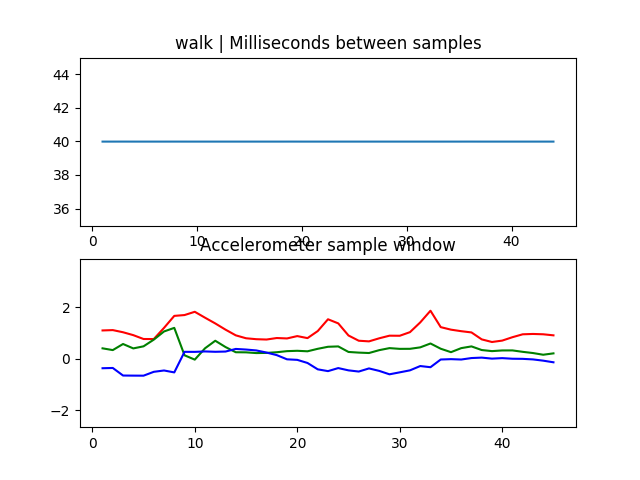 walk | Milliseconds between samples
44
42
40
38
36
0 10 20 30 40
Accelerometer sample window
2
0
−2
0 10 20 30 40